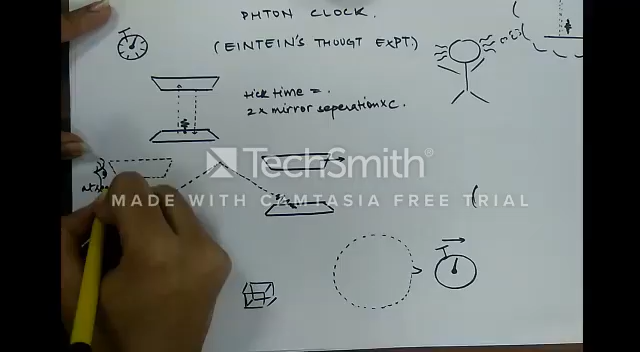 PHTON CLOCK.
(EINTEIN'S THOUGT EXPT.)
tick time =.
2 x mirror seperation x c.
TechSmith®
MADE WITH CAMTASIA FREE TRIAL